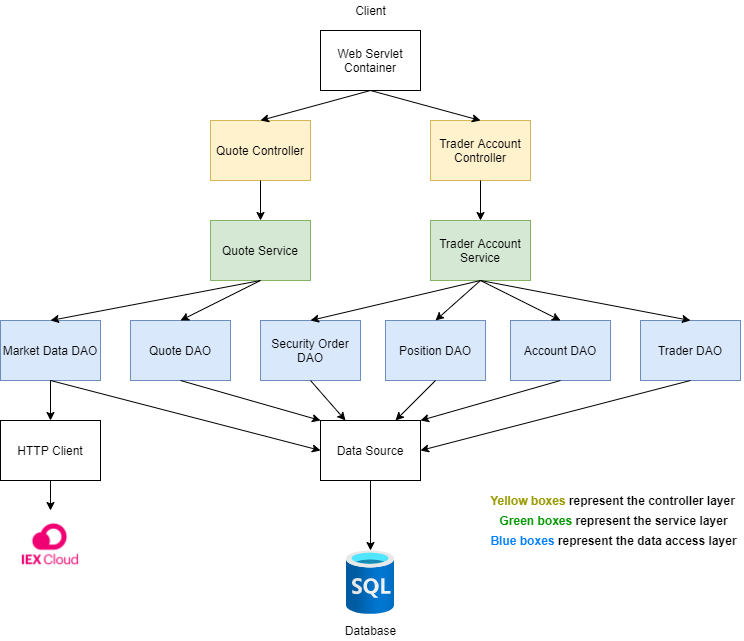 Client
Web Servlet
Container
Quote Controller
Trader Account
Controller
Quote Service
Trader Account
Service
Market Data DAO
Quote DAO
Security Order
DAO
Position DAO
Account DAO
Trader DAO
HTTP Client
Data Source
Yellow boxes represent the controller layer
Green boxes represent the service layer
Blue boxes represent the data access layer
IEX Cloud
SQL
Database